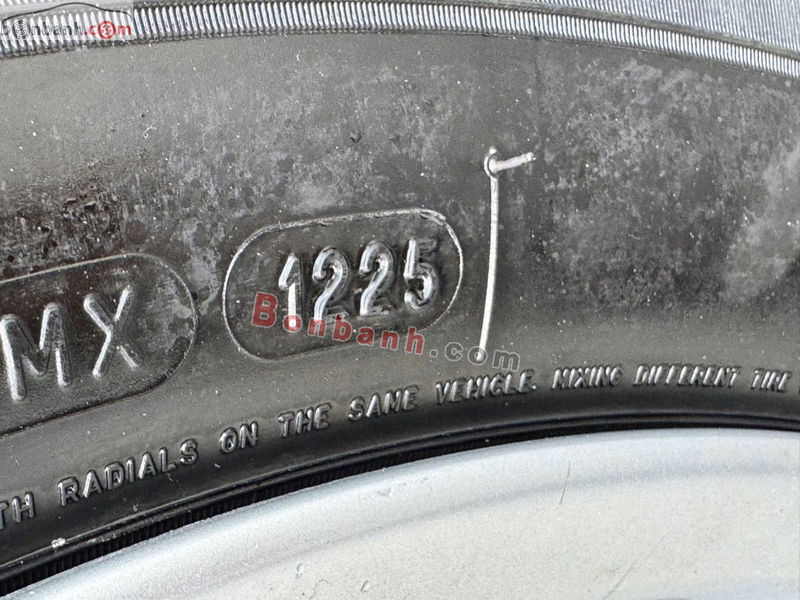 bonbanh.com
MX
1225
Bonbanh.com
TH RADIALS ON THE SAME VEHICLE. MIXING DIFFERENT TIRE